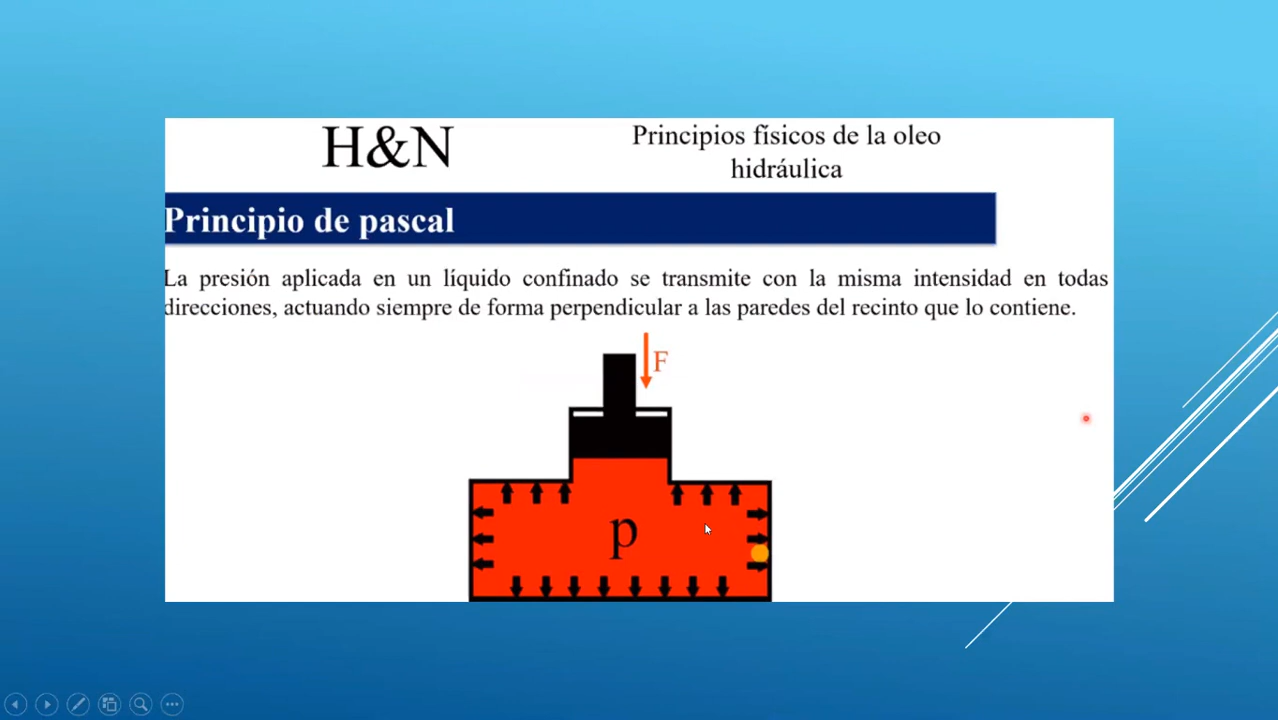 H&N
Principios físicos de la oleo
hidráulica
Principio de pascal
La presión aplicada en un líquido confinado se transmite con la misma intensidad en todas
direcciones, actuando siempre de forma perpendicular a las paredes del recinto que lo contiene.
F
p